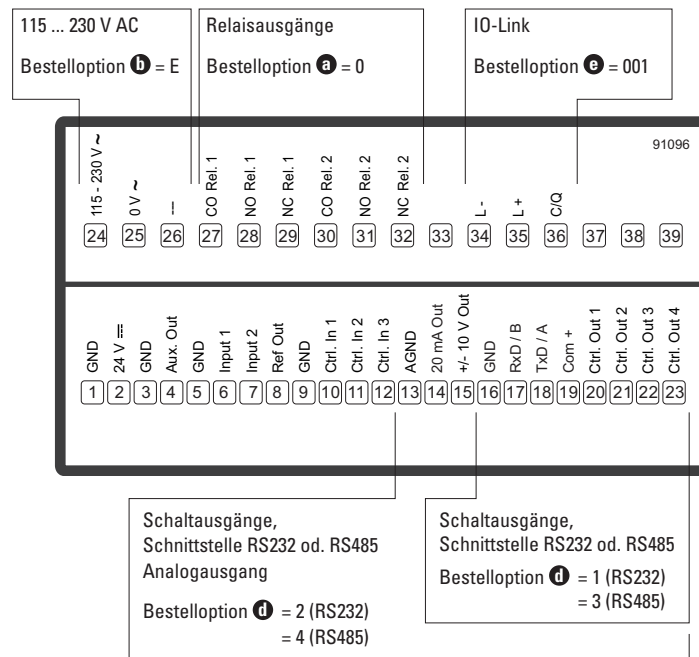 115 ... 230 V AC
Bestelloption b = E
Relaisausgänge
Bestelloption a = 0
IO-Link
Bestelloption e = 001
91096
115 - 230 V ~
0 V ~
---
CO Rel. 1
NO Rel. 1
NC Rel. 1
CO Rel. 2
NO Rel. 2
NC Rel. 2
L -
L +
C/Q
24 25 26 27 28 29 30 31 32 33 34 35 36 37 38 39
GND
24 V ⎓
GND
Aux. Out
GND
Input 1
Input 2
Ref Out
GND
Ctrl. In 1
Ctrl. In 2
Ctrl. In 3
AGND
20 mA Out
+/- 10 V Out
GND
RxD / B
TxD / A
Com +
Ctrl. Out 1
Ctrl. Out 2
Ctrl. Out 3
Ctrl. Out 4
1 2 3 4 5 6 7 8 9 10 11 12 13 14 15 16 17 18 19 20 21 22 23
Schaltausgänge,
Schnittstelle RS232 od. RS485
Analogausgang
Bestelloption d = 2 (RS232)
= 4 (RS485)
Schaltausgänge,
Schnittstelle RS232 od. RS485
Bestelloption d = 1 (RS232)
= 3 (RS485)